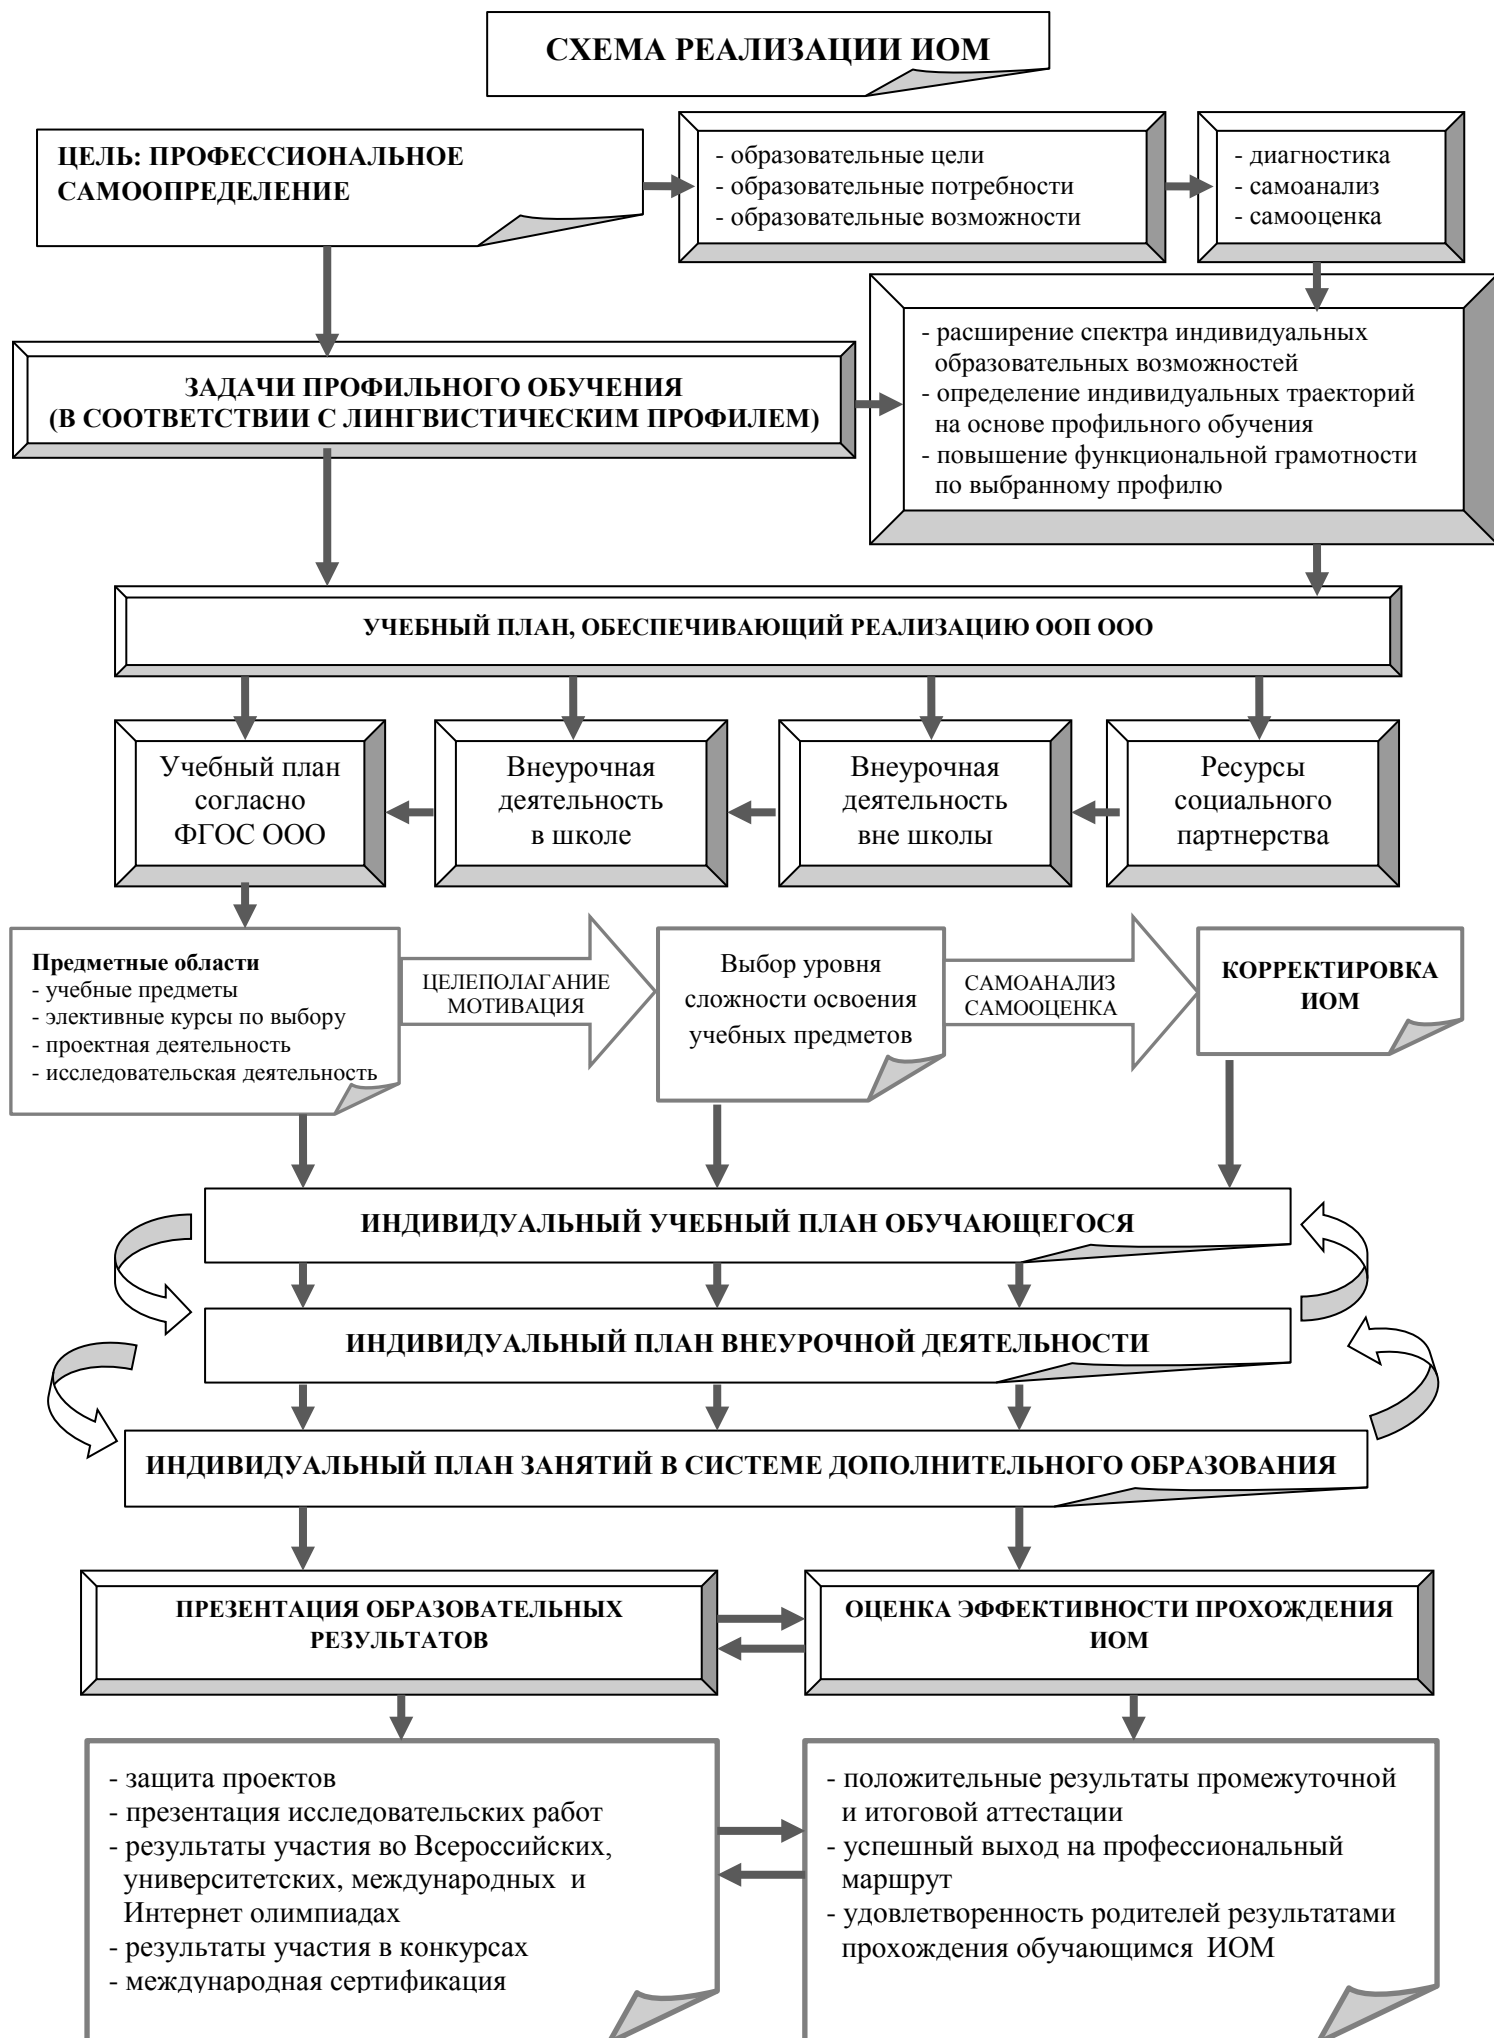 СХЕМА РЕАЛИЗАЦИИ ИОМ
ЦЕЛЬ: ПРОФЕССИОНАЛЬНОЕ
САМООПРЕДЕЛЕНИЕ
- образовательные цели
- образовательные потребности
- образовательные возможности
- диагностика
- самоанализ
- самооценка
ЗАДАЧИ ПРОФИЛЬНОГО ОБУЧЕНИЯ
(В СООТВЕТСТВИИ С ЛИНГВИСТИЧЕСКИМ ПРОФИЛЕМ)
- расширение спектра индивидуальных
образовательных возможностей
- определение индивидуальных траекторий
на основе профильного обучения
- повышение функциональной грамотности
по выбранному профилю
УЧЕБНЫЙ ПЛАН, ОБЕСПЕЧИВАЮЩИЙ РЕАЛИЗАЦИЮ ООП ООО
Учебный план
согласно
ФГОС ООО
Внеурочная
деятельность
в школе
Внеурочная
деятельность
вне школы
Ресурсы
социального
партнерства
Предметные области
- учебные предметы
- элективные курсы по выбору
- проектная деятельность
- исследовательская деятельность
ЦЕЛЕПОЛАГАНИЕ
МОТИВАЦИЯ
Выбор уровня
сложности освоения
учебных предметов
САМОАНАЛИЗ
САМООЦЕНКА
КОРРЕКТИРОВКА
ИОМ
ИНДИВИДУАЛЬНЫЙ УЧЕБНЫЙ ПЛАН ОБУЧАЮЩЕГОСЯ
ИНДИВИДУАЛЬНЫЙ ПЛАН ВНЕУРОЧНОЙ ДЕЯТЕЛЬНОСТИ
ИНДИВИДУАЛЬНЫЙ ПЛАН ЗАНЯТИЙ В СИСТЕМЕ ДОПОЛНИТЕЛЬНОГО ОБРАЗОВАНИЯ
ПРЕЗЕНТАЦИЯ ОБРАЗОВАТЕЛЬНЫХ
РЕЗУЛЬТАТОВ
ОЦЕНКА ЭФФЕКТИВНОСТИ ПРОХОЖДЕНИЯ
ИОМ
- защита проектов
- презентация исследовательских работ
- результаты участия во Всероссийских,
университетских, международных и
Интернет олимпиадах
- результаты участия в конкурсах
- международная сертификация
- положительные результаты промежуточной
и итоговой аттестации
- успешный выход на профессиональный
маршрут
- удовлетворенность родителей результатами
прохождения обучающимся ИОМ